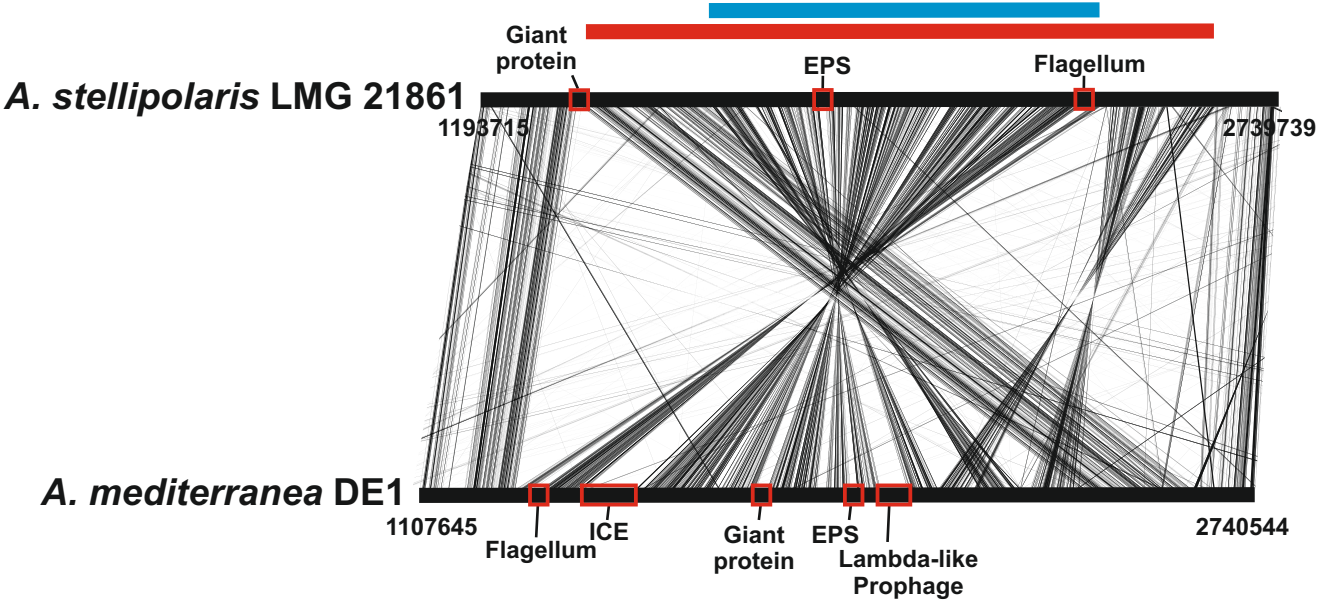 Giant
protein
EPS
Flagellum
A. stellipolaris LMG 21861
1193715
2739739
A. mediterranea DE1
1107645
2740544
Flagellum
ICE
Giant
protein
EPS
Lambda-like
Prophage